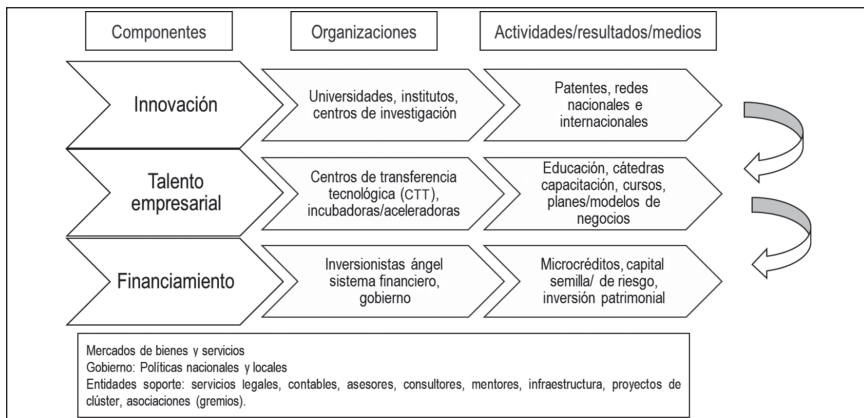 Componentes
Organizaciones
Actividades/resultados/medios
Innovación
Universidades, institutos,
centros de investigación
Patentes, redes
nacionales e
internacionales
Talento
empresarial
Centros de transferencia
tecnológica (CTT),
incubadoras/aceleradoras
Educación, cátedras
capacitación, cursos,
planes/modelos de
negocios
Financiamiento
Inversionistas ángel
sistema financiero,
gobierno
Microcréditos, capital
semilla/ de riesgo,
inversión patrimonial
Mercados de bienes y servicios
Gobierno: Políticas nacionales y locales
Entidades soporte: servicios legales, contables, asesores, consultores, mentores, infraestructura, proyectos de
clúster, asociaciones (gremios).